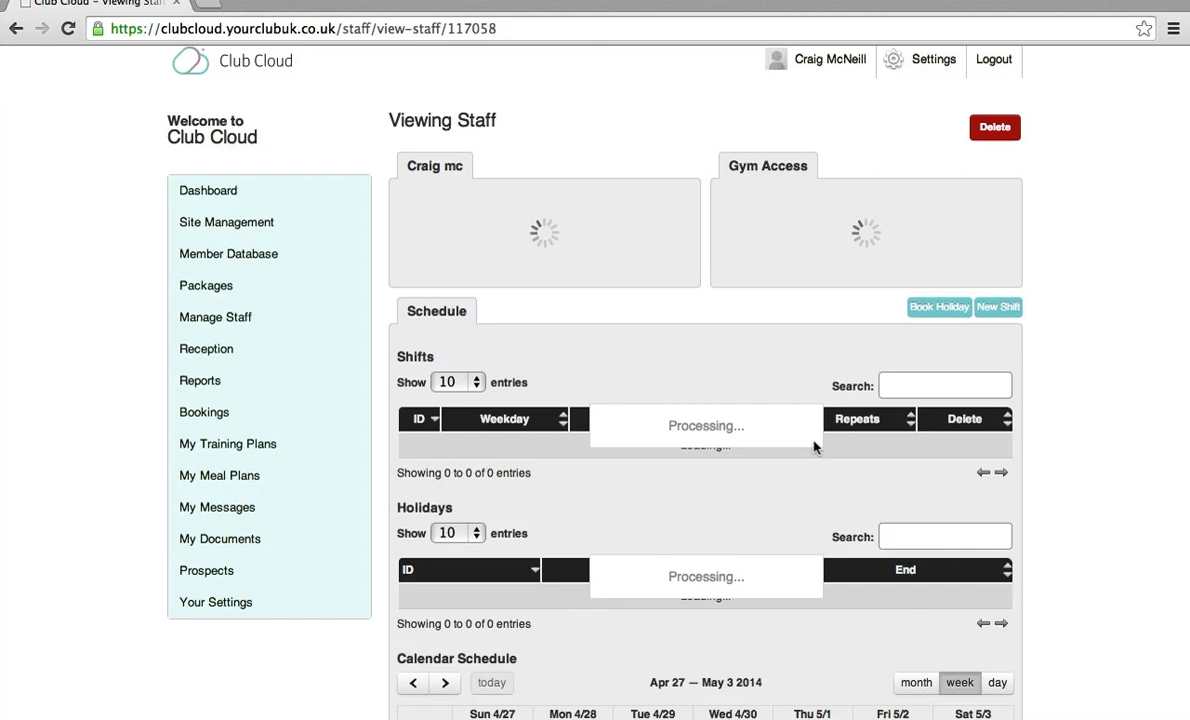 Club Cloud - Viewing Staff
https://clubcloud.yourclubuk.co.uk/staff/view-staff/117058
Club Cloud
Craig McNeill
Settings
Logout
Welcome to
Club Cloud
Viewing Staff
Delete
Craig mc
Gym Access
Dashboard
Site Management
Member Database
Packages
Manage Staff
Reception
Reports
Bookings
My Training Plans
My Meal Plans
My Messages
My Documents
Prospects
Your Settings
Schedule
Book Holiday
New Shift
Shifts
Show 10 entries
Search:
ID Weekday Processing... Repeats Delete
Loading...
Showing 0 to 0 of 0 entries
Holidays
Show 10 entries
Search:
ID Processing... End
Loading...
Showing 0 to 0 of 0 entries
Calendar Schedule
today
Apr 27 — May 3 2014
month week day
Sun 4/27 Mon 4/28 Tue 4/29 Wed 4/30 Thu 5/1 Fri 5/2 Sat 5/3